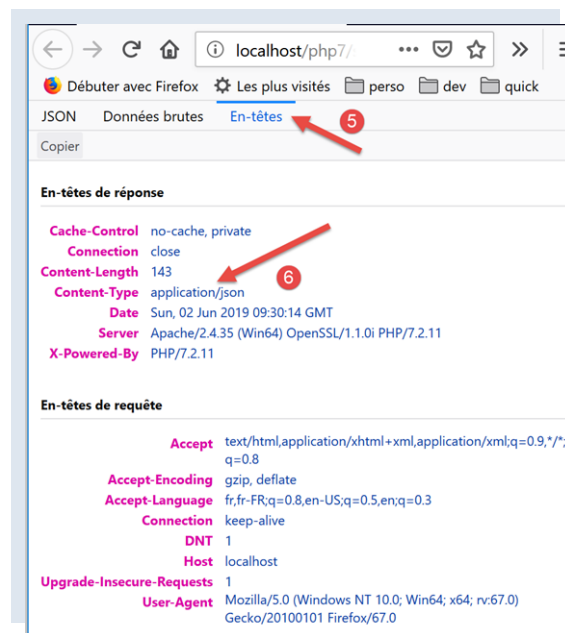 localhost/php7/
Débuter avec Firefox Les plus visités perso dev quick
JSON Données brutes En-têtes 5
Copier
En-têtes de réponse
Cache-Control no-cache, private
Connection close
Content-Length 143
6
Content-Type application/json
Date Sun, 02 Jun 2019 09:30:14 GMT
Server Apache/2.4.35 (Win64) OpenSSL/1.1.0i PHP/7.2.11
X-Powered-By PHP/7.2.11
En-têtes de requête
Accept text/html,application/xhtml+xml,application/xml;q=0.9,*/*;
q=0.8
Accept-Encoding gzip, deflate
Accept-Language fr,fr-FR;q=0.8,en-US;q=0.5,en;q=0.3
Connection keep-alive
DNT 1
Host localhost
Upgrade-Insecure-Requests 1
User-Agent Mozilla/5.0 (Windows NT 10.0; Win64; x64; rv:67.0)
Gecko/20100101 Firefox/67.0